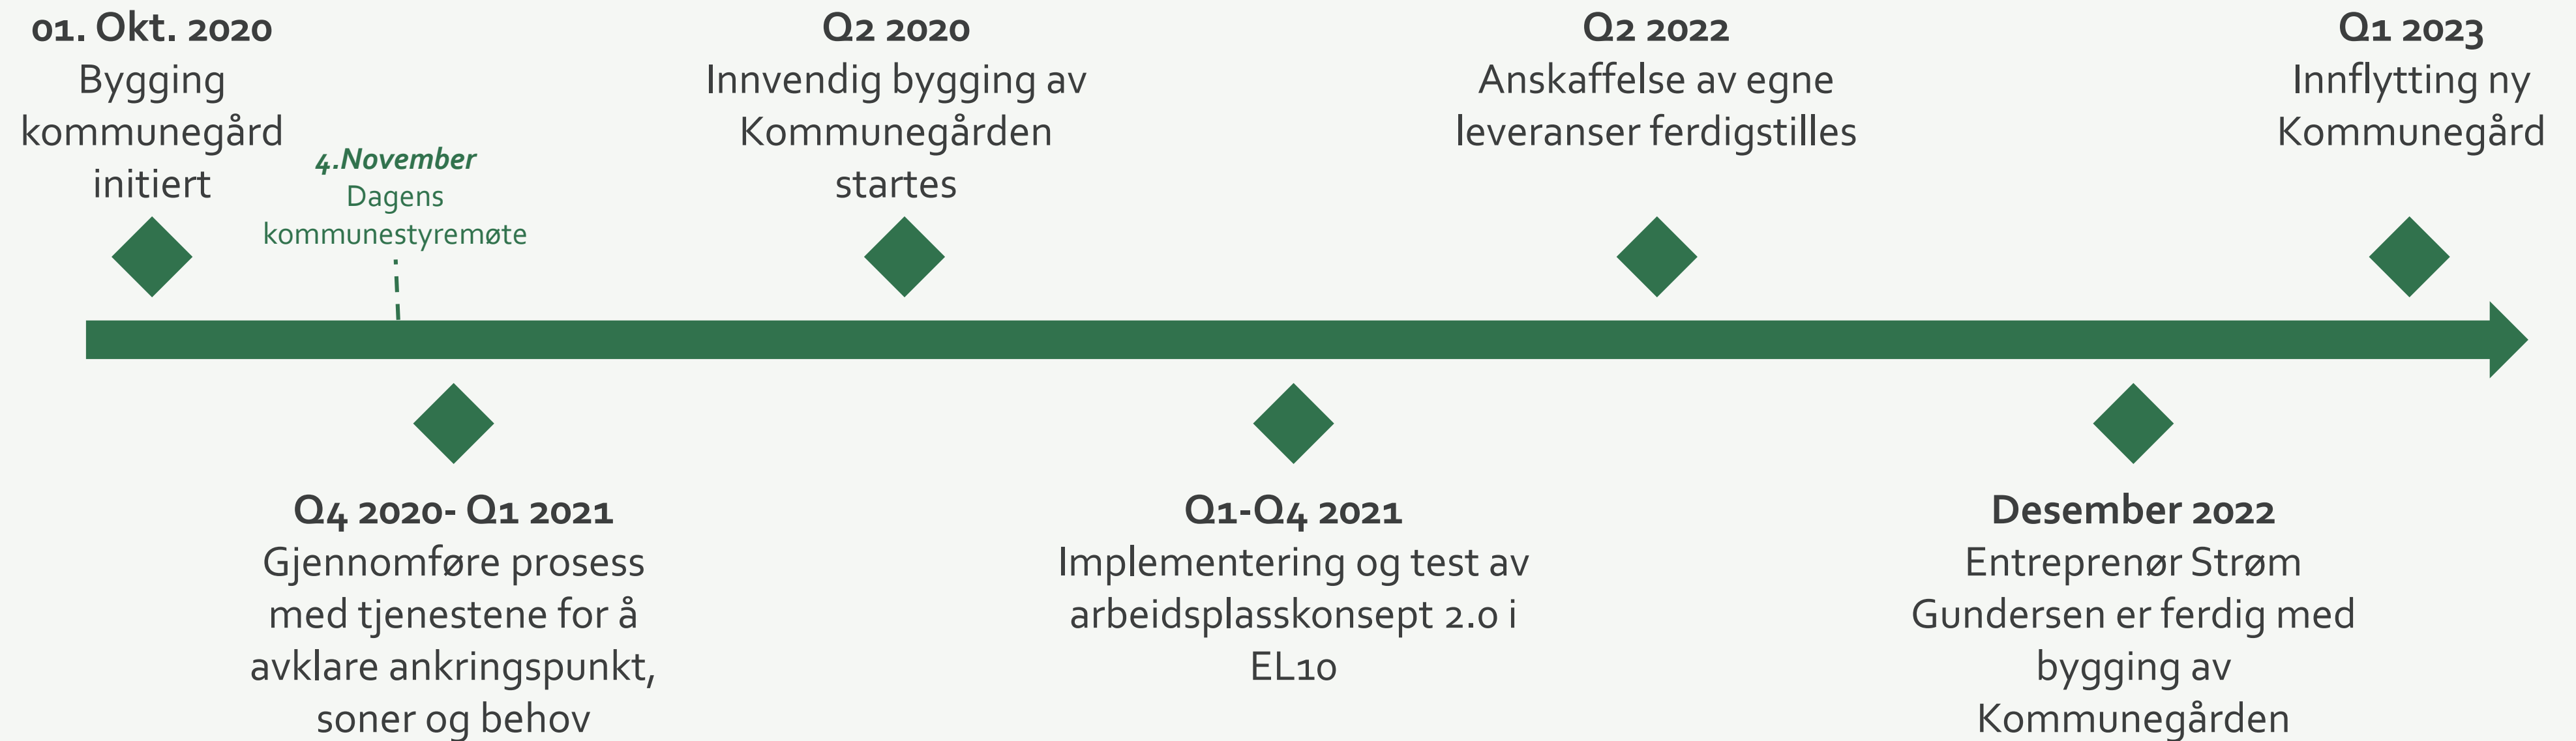 01. Okt. 2020
Bygging
kommunegård
initiert
4.November
Dagens
kommunestyremøte
Q2 2020
Innvendig bygging av
Kommunegården
startes
Q2 2022
Anskaffelse av egne
leveranser ferdigstilles
Q1 2023
Innflytting ny
Kommunegård
Q4 2020- Q1 2021
Gjennomføre prosess
med tjenestene for å
avklare ankringspunkt,
soner og behov
Q1-Q4 2021
Implementering og test av
arbeidsplasskonsept 2.0 i
EL10
Desember 2022
Entreprenør Strøm
Gundersen er ferdig med
bygging av
Kommunegården